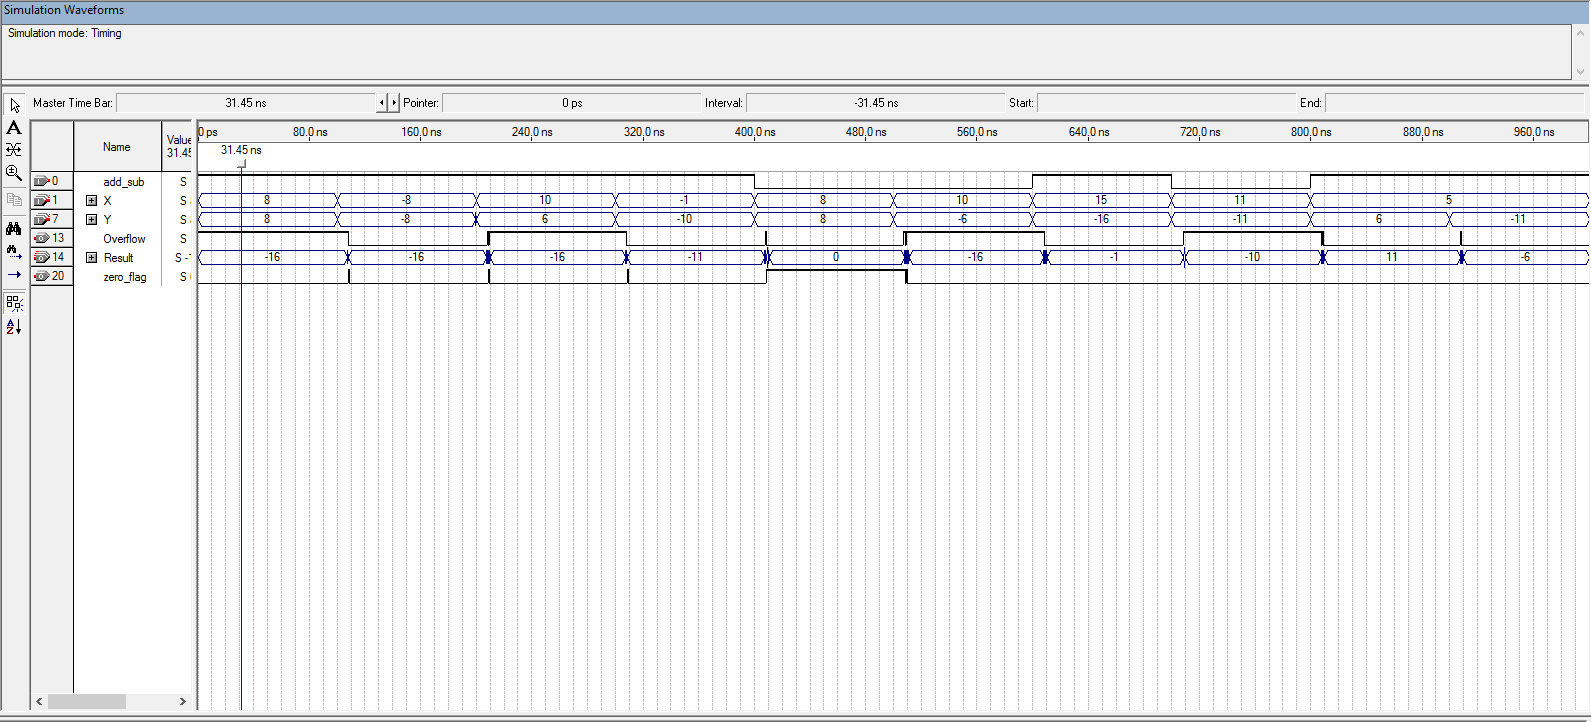 Simulation Waveforms
Simulation mode: Timing
Master Time Bar: 31.45 ns Pointer: 0 ps Interval: -31.45 ns Start: End:
Name Value 31.45
0 ps 80.0 ns 160.0 ns 240.0 ns 320.0 ns 400.0 ns 480.0 ns 560.0 ns 640.0 ns 720.0 ns 800.0 ns 880.0 ns 960.0 ns
31.45 ns
0 add_sub S
1 X S 8 -8 10 -1 8 10 15 11 5
7 Y S 8 -8 6 -10 8 -6 -16 -11 6 -11
13 Overflow S
14 Result S -16 -16 -16 -11 0 -16 -1 -10 11 -6
20 zero_flag S